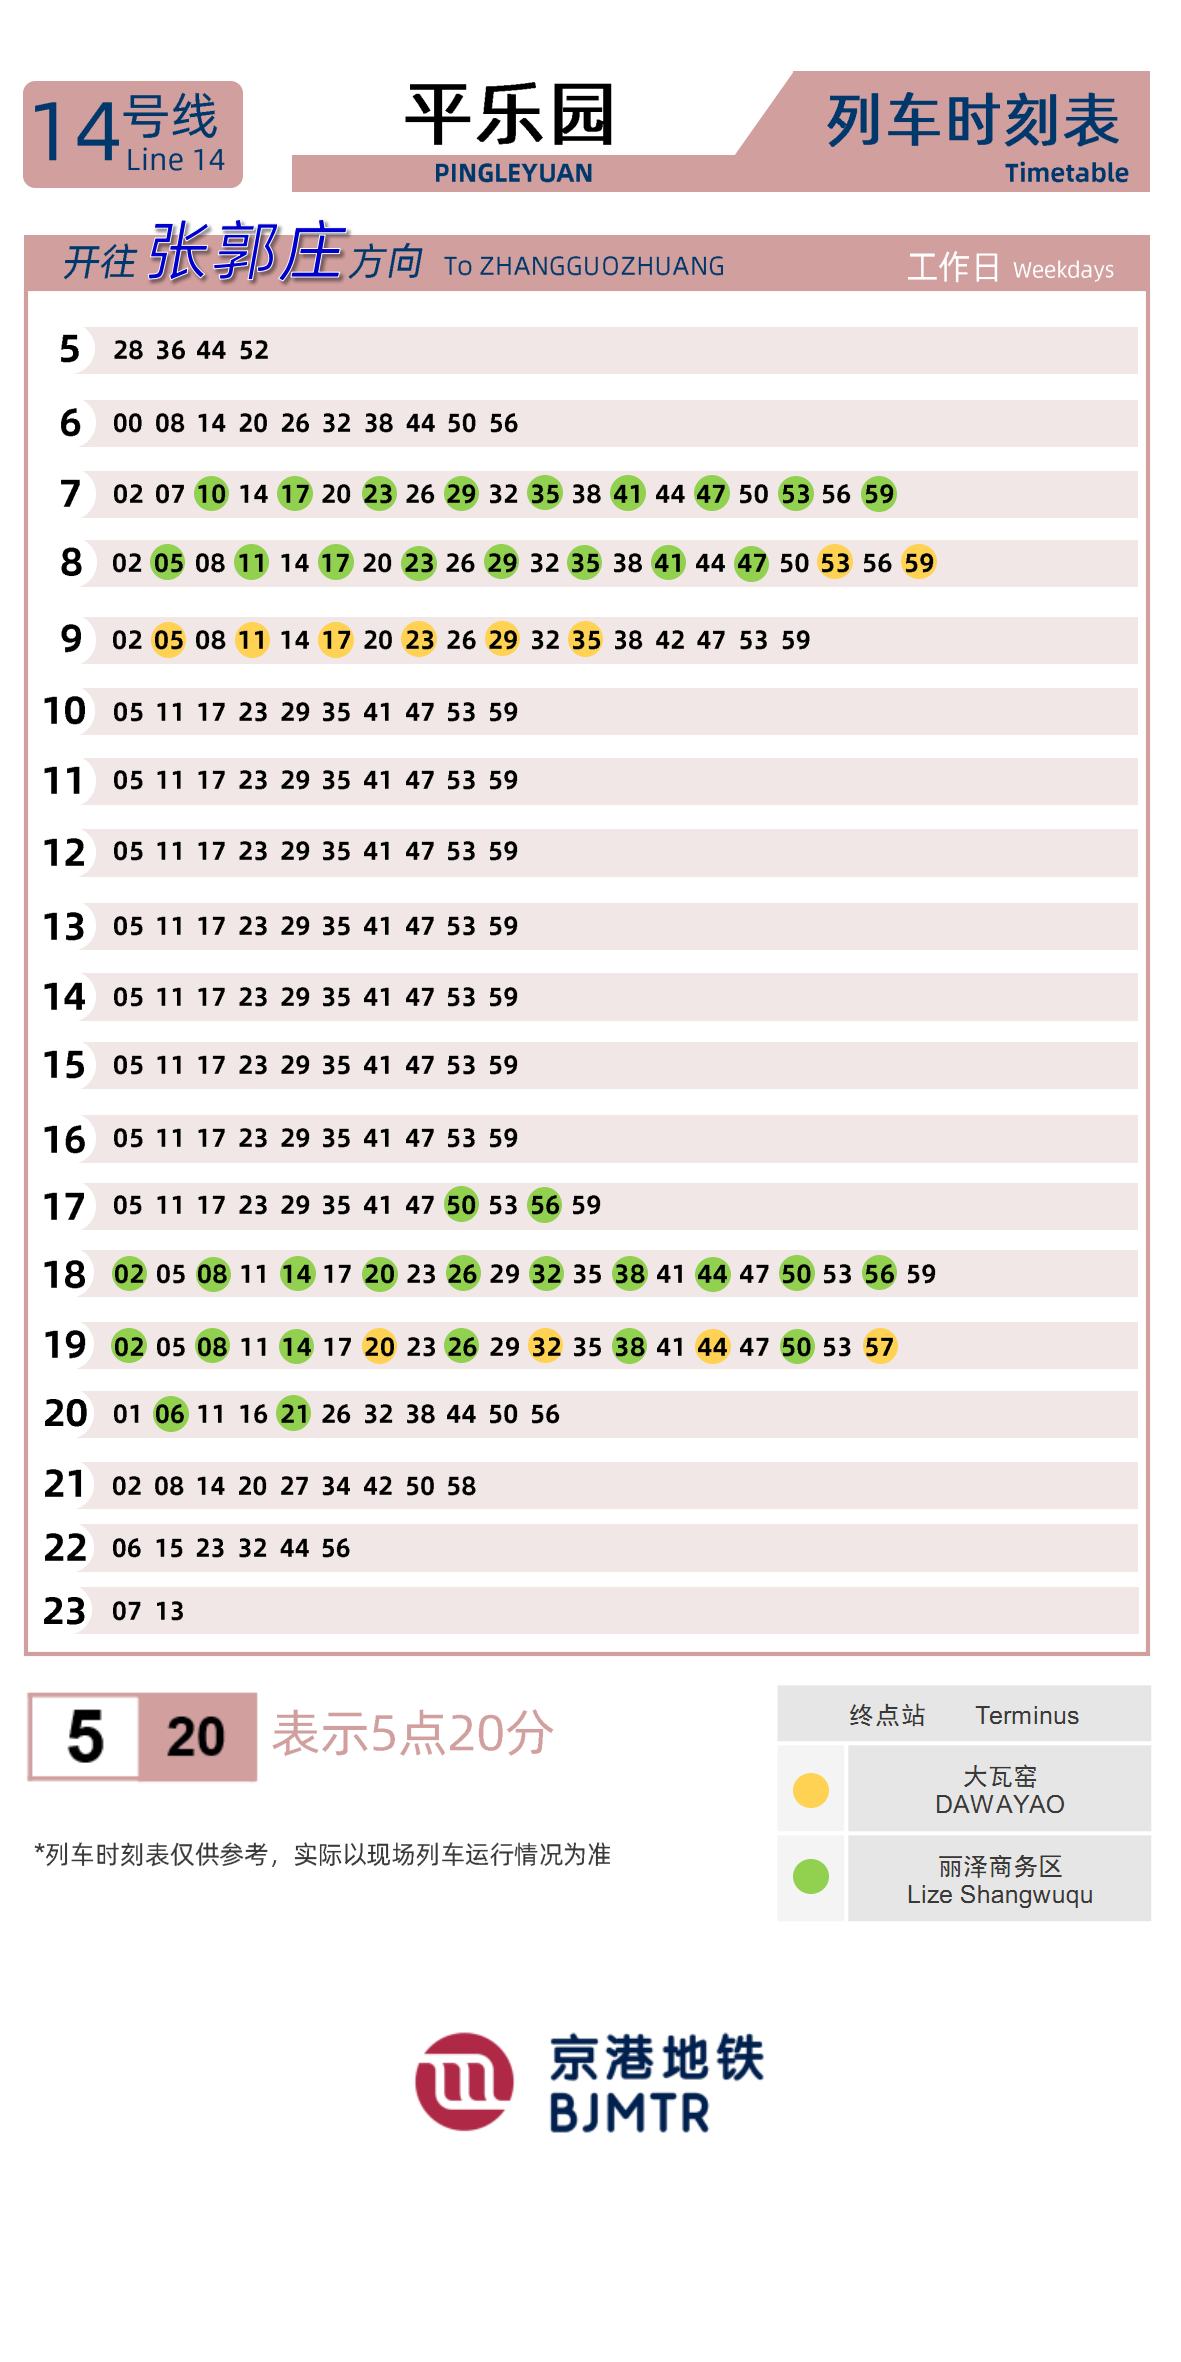 14号线
Line 14
平乐园
PINGLEYUAN
列车时刻表
Timetable
开往 张郭庄 方向 To ZHANGGUOZHUANG 工作日 Weekdays
5 28 36 44 52
6 00 08 14 20 26 32 38 44 50 56
7 02 07 10 14 17 20 23 26 29 32 35 38 41 44 47 50 53 56 59
8 02 05 08 11 14 17 20 23 26 29 32 35 38 41 44 47 50 53 56 59
9 02 05 08 11 14 17 20 23 26 29 32 35 38 42 47 53 59
10 05 11 17 23 29 35 41 47 53 59
11 05 11 17 23 29 35 41 47 53 59
12 05 11 17 23 29 35 41 47 53 59
13 05 11 17 23 29 35 41 47 53 59
14 05 11 17 23 29 35 41 47 53 59
15 05 11 17 23 29 35 41 47 53 59
16 05 11 17 23 29 35 41 47 53 59
17 05 11 17 23 29 35 41 47 50 53 56 59
18 02 05 08 11 14 17 20 23 26 29 32 35 38 41 44 47 50 53 56 59
19 02 05 08 11 14 17 20 23 26 29 32 35 38 41 44 47 50 53 57
20 01 06 11 16 21 26 32 38 44 50 56
21 02 08 14 20 27 34 42 50 58
22 06 15 23 32 44 56
23 07 13
5 20 表示5点20分
*列车时刻表仅供参考，实际以现场列车运行情况为准
终点站 Terminus
大瓦窑
DAWAYAO
丽泽商务区
Lize Shangwuqu
京港地铁
BJMTR